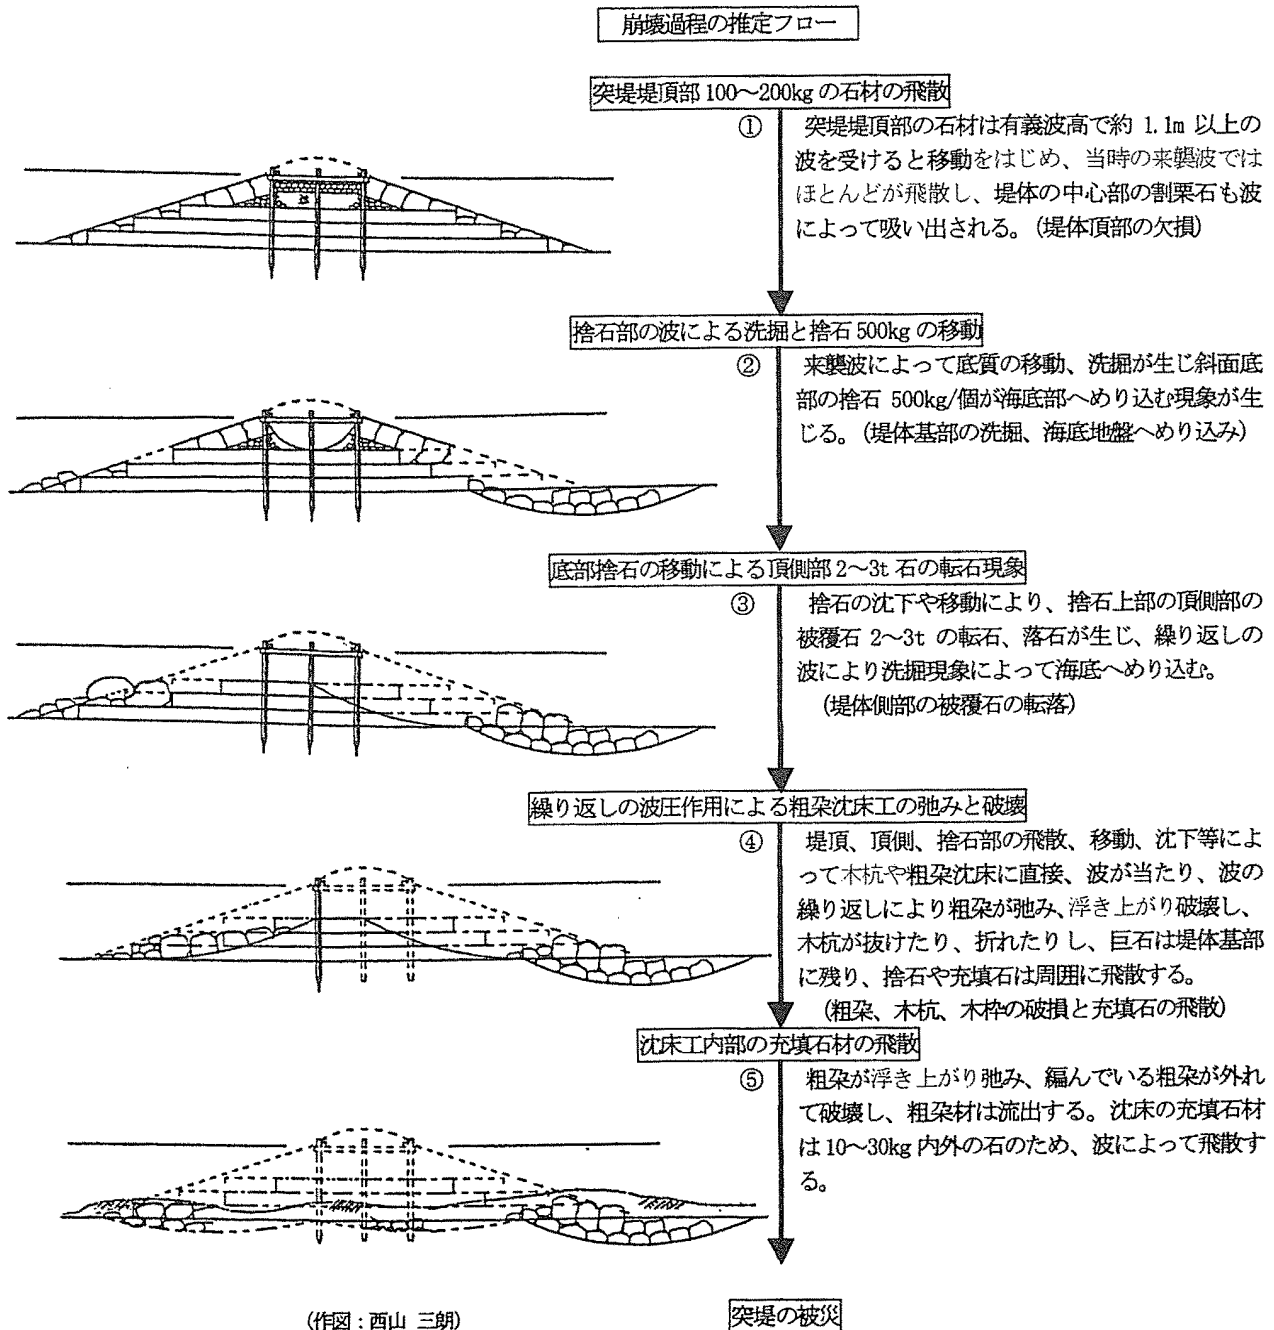 崩壊過程の推定フロー
突堤堤頂部 100～200kg の石材の飛散
① 突堤堤頂部の石材は有義波高で約 1.1m 以上の
波を受けると移動をはじめ、当時の来襲波では
ほとんどが飛散し、堤体の中心部の割栗石も波
によって吸い出される。(堤体頂部の欠損)
捨石部の波による洗掘と捨石 500kg の移動
② 来襲波によって底質の移動、洗掘が生じ斜面底
部の捨石 500kg/個が海底部へめり込む現象が生
じる。(堤体基部の洗掘、海底地盤へめり込み)
底部捨石の移動による頂側部 2～3t 石の転石現象
③ 捨石の沈下や移動により、捨石上部の頂側部の
被覆石 2～3t の転石、落石が生じ、繰り返しの
波により洗掘現象によって海底へめり込む。
(堤体側部の被覆石の転落)
繰り返しの波圧作用による粗朶沈床工の弛みと破壊
④ 堤頂、頂側、捨石部の飛散、移動、沈下等によ
って木杭や粗朶沈床に直接、波が当たり、波の
繰り返しにより粗朶が弛み、浮き上がり破壊し、
木杭が抜けたり、折れたりし、巨石は堤体基部
に残り、捨石や充填石は周囲に飛散する。
(粗朶、木杭、木枠の破損と充填石の飛散)
沈床工内部の充填石材の飛散
⑤ 粗朶が浮き上がり弛み、編んでいる粗朶が外れ
て破壊し、粗朶材は流出する。沈床の充填石材
は 10～30kg 内外の石のため、波によって飛散す
る。
突堤の被災
(作図：西山 三朗)